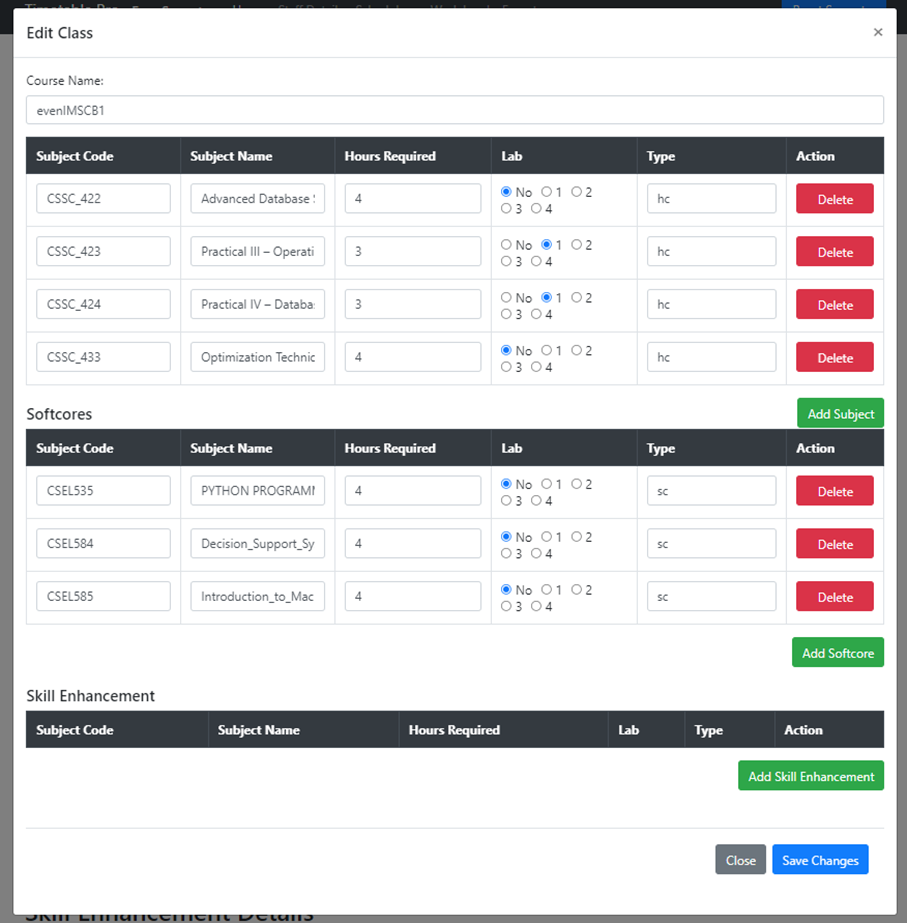 Edit Class ×
Course Name:
evenIMSCB1
Subject Code Subject Name Hours Required Lab Type Action
CSSC_422 Advanced Database 4 No 1 2 hc Delete
3 4
CSSC_423 Practical III – Operati 3 No 1 2 hc Delete
3 4
CSSC_424 Practical IV – Databa 3 No 1 2 hc Delete
3 4
CSSC_433 Optimization Technic 4 No 1 2 hc Delete
3 4
Softcores Add Subject
Subject Code Subject Name Hours Required Lab Type Action
CSEL535 PYTHON PROGRAMM 4 No 1 2 sc Delete
3 4
CSEL584 Decision_Support_Sy 4 No 1 2 sc Delete
3 4
CSEL585 Introduction_to_Mac 4 No 1 2 sc Delete
3 4
Add Softcore
Skill Enhancement
Subject Code Subject Name Hours Required Lab Type Action
Add Skill Enhancement
Close Save Changes
Skill Enhancement Details